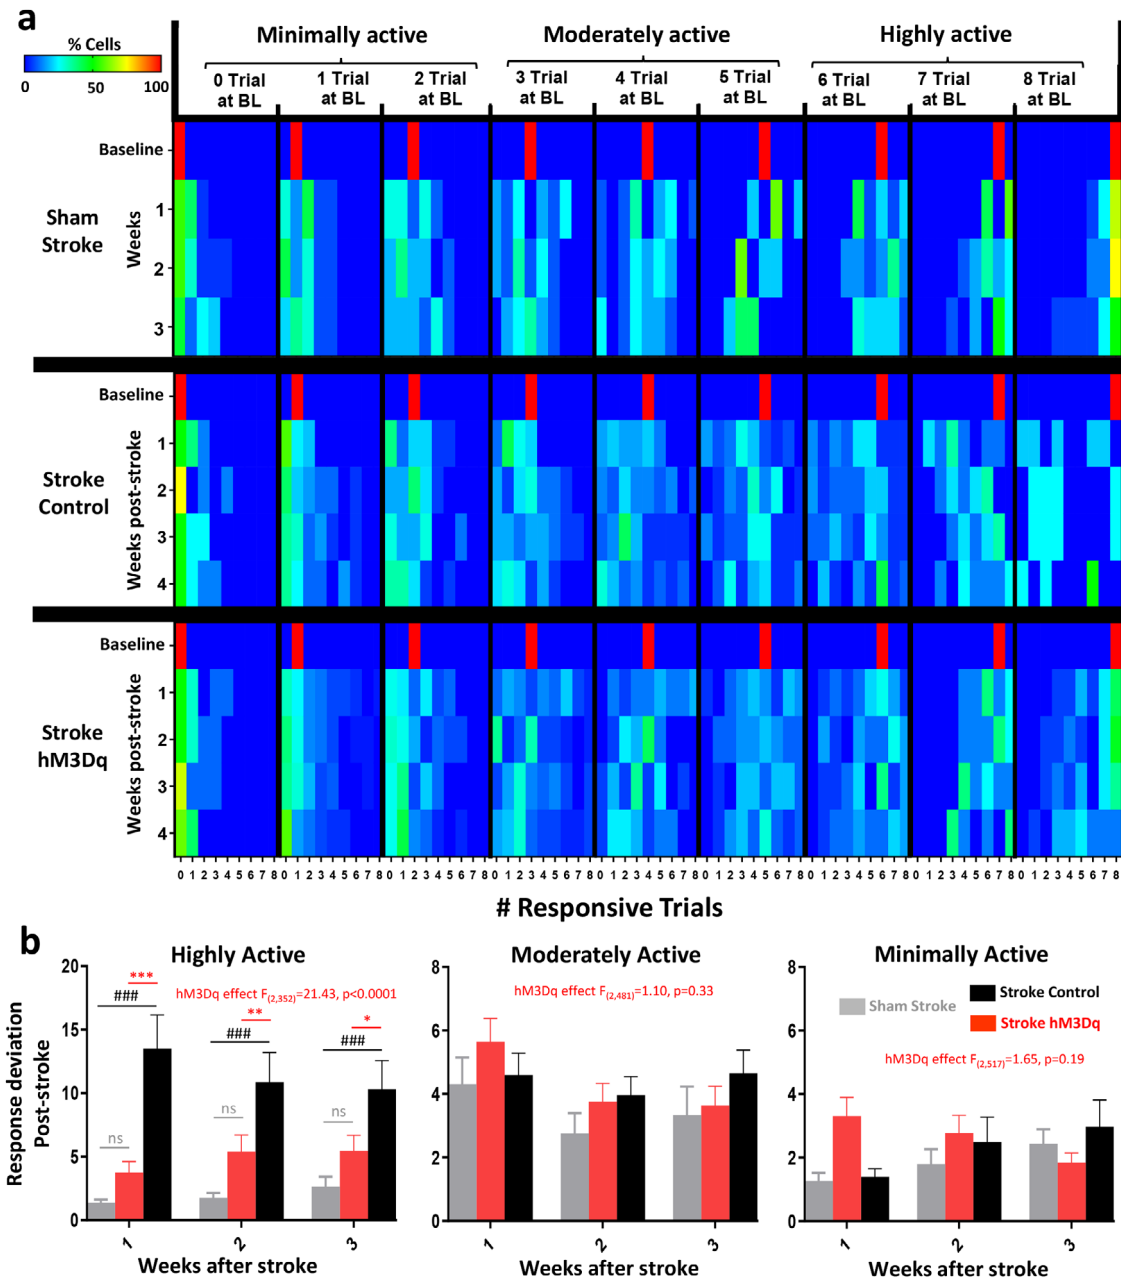 a
% Cells
0 50 100
Minimally active
Moderately active
Highly active
0 Trial at BL
1 Trial at BL
2 Trial at BL
3 Trial at BL
4 Trial at BL
5 Trial at BL
6 Trial at BL
7 Trial at BL
8 Trial at BL
Sham Stroke
Weeks
Baseline
1
2
3
Stroke Control
Weeks post-stroke
Baseline
1
2
3
4
Stroke hM3Dq
Weeks post-stroke
Baseline
1
2
3
4
0 1 2 3 4 5 6 7 8 0 1 2 3 4 5 6 7 8 0 1 2 3 4 5 6 7 8 0 1 2 3 4 5 6 7 8 0 1 2 3 4 5 6 7 8 0 1 2 3 4 5 6 7 8 0 1 2 3 4 5 6 7 8 0 1 2 3 4 5 6 7 8 0 1 2 3 4 5 6 7 8
# Responsive Trials
b
Highly Active
Response deviation
Post-stroke
20
15
10
5
0
hM3Dq effect F(2,352)=21.43, p<0.0001
***
###
ns
**
###
ns
*
###
ns
1 2 3
Weeks after stroke
Moderately Active
8
6
4
2
0
hM3Dq effect F(2,481)=1.10, p=0.33
1 2 3
Weeks after stroke
Minimally Active
8
6
4
2
0
Sham Stroke
Stroke Control
Stroke hM3Dq
hM3Dq effect F(2,517)=1.65, p=0.19
1 2 3
Weeks after stroke